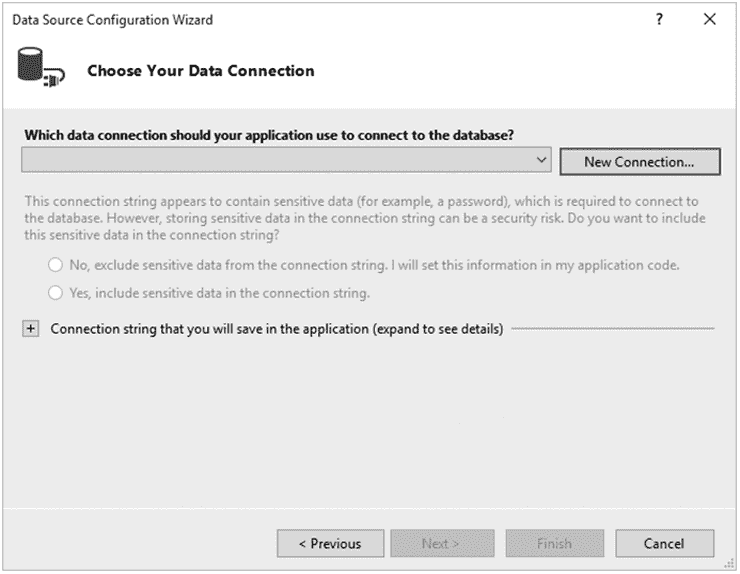 Data Source Configuration Wizard
?
Choose Your Data Connection
Which data connection should your application use to connect to the database?
New Connection...
This connection string appears to contain sensitive data (for example, a password), which is required to connect to
the database. However, storing sensitive data in the connection string can be a security risk. Do you want to include
this sensitive data in the connection string?
No, exclude sensitive data from the connection string. I will set this information in my application code.
Yes, include sensitive data in the connection string.
+ Connection string that you will save in the application (expand to see details)
< Previous
Next >
Finish
Cancel